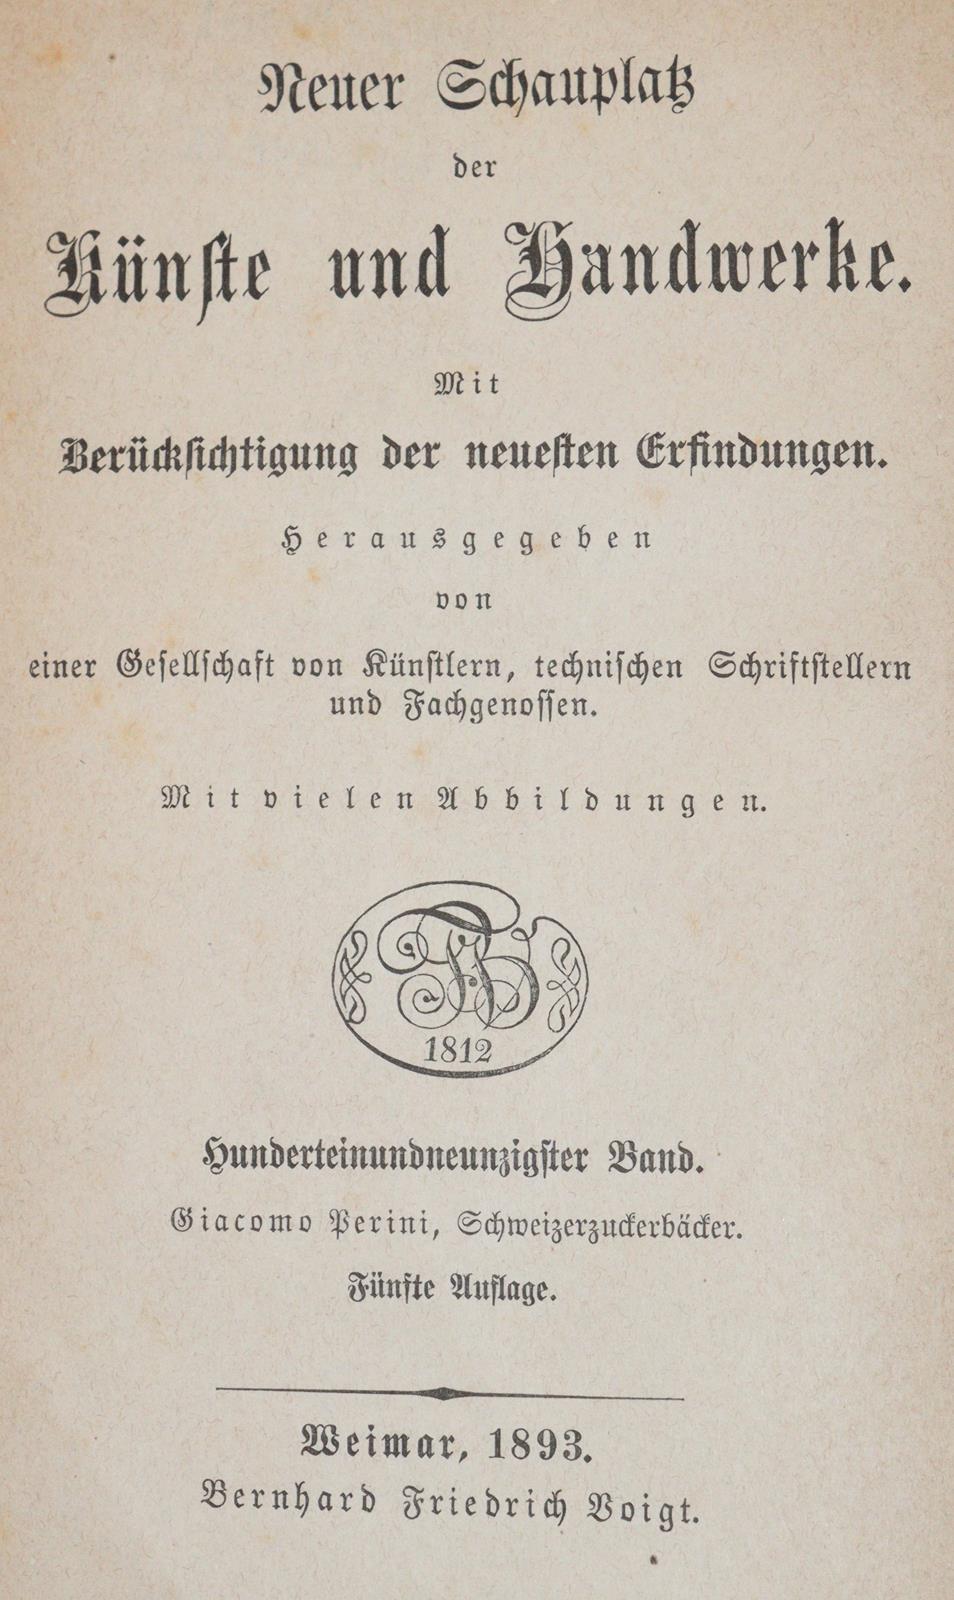 Neuer Schauplatz
der
Künste und Handwerke.
Mit
Berücksichtigung der neuesten Erfindungen.
Herausgegeben
von
einer Gesellschaft von Künstlern, technischen Schriftstellern
und Fachgenossen.
Mit vielen Abbildungen.
1812
Hunderteinundneunzigster Band.
Giacomo Perini, Schweizerzuckerbäcker.
Fünfte Auflage.
Weimar, 1893.
Bernhard Friedrich Voigt.